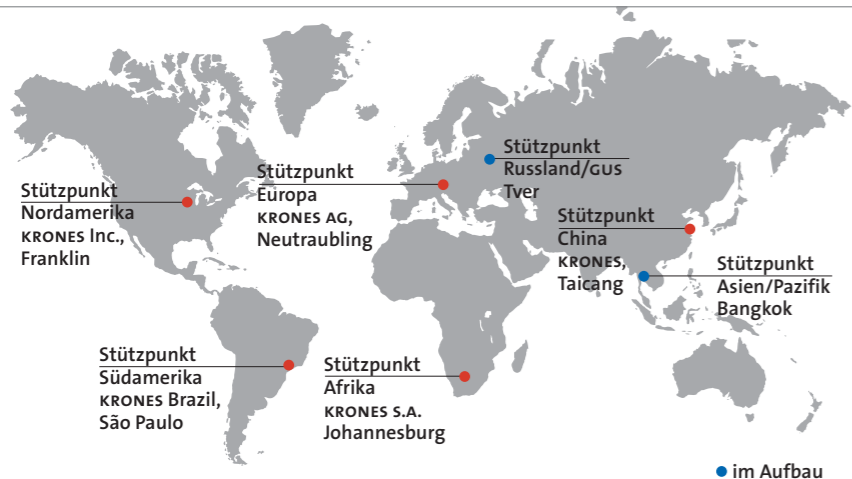 Stützpunkt
Russland/GUS
Tver
Stützpunkt
Europa
KRONES AG,
Neutraubling
Stützpunkt
Nordamerika
KRONES Inc.,
Franklin
Stützpunkt
China
KRONES,
Taicang
Stützpunkt
Asien/Pazifik
Bangkok
Stützpunkt
Südamerika
KRONES Brazil,
São Paulo
Stützpunkt
Afrika
KRONES S.A.
Johannesburg
im Aufbau